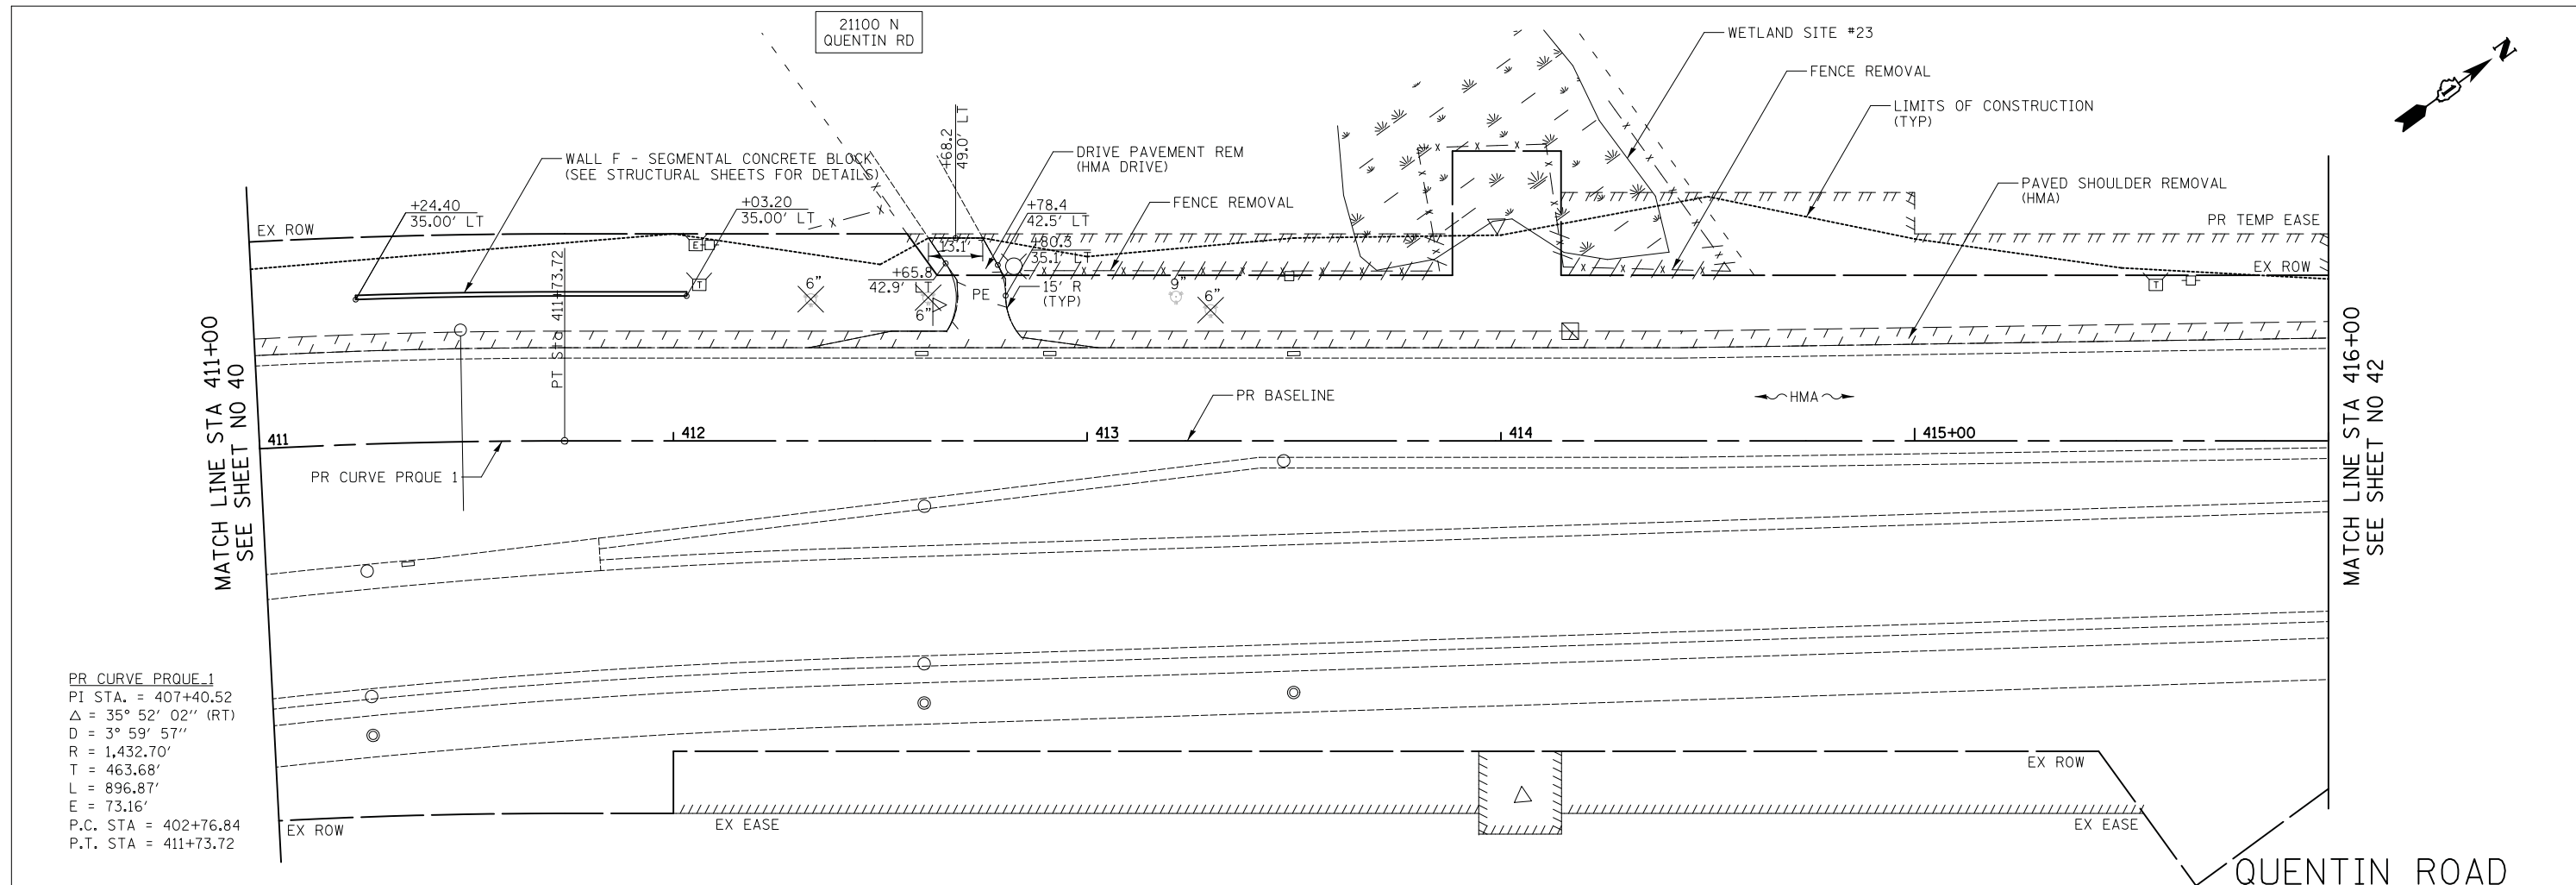 21100 N
QUENTIN RD
WETLAND SITE #23
FENCE REMOVAL
LIMITS OF CONSTRUCTION
(TYP)
N
+68.2
49.0' LT
WALL F - SEGMENTAL CONCRETE BLOCK
(SEE STRUCTURAL SHEETS FOR DETAILS)
DRIVE PAVEMENT REM
(HMA DRIVE)
PAVED SHOULDER REMOVAL
(HMA)
+24.40
35.00' LT
+03.20
35.00' LT
+78.4
42.5' LT
FENCE REMOVAL
PR TEMP EASE
EX ROW
E
13.1'
+80.3
35.1' LT
EX ROW
+65.8
42.9' LT
T
6"
6"
PE
15' R
(TYP)
9"
6"
T
PT Sta 411+73.72
MATCH LINE STA 411+00
SEE SHEET NO 40
MATCH LINE STA 416+00
SEE SHEET NO 42
PR BASELINE
HMA
411
412
413
414
415+00
PR CURVE PRQUE 1
PR CURVE PRQUE_1
PI STA. = 407+40.52
Δ = 35° 52' 02" (RT)
D = 3° 59' 57"
R = 1,432.70'
T = 463.68'
L = 896.87'
E = 73.16'
P.C. STA = 402+76.84
P.T. STA = 411+73.72
EX ROW
EX EASE
EX ROW
EX EASE
QUENTIN ROAD